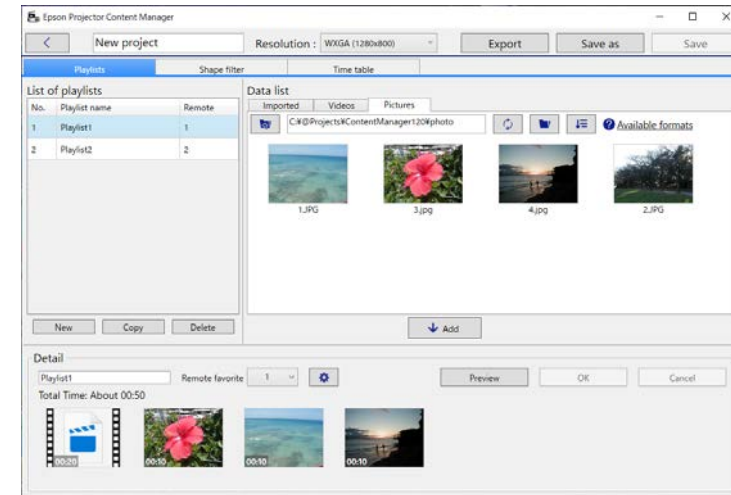 Epson Projector Content Manager
New project
Resolution : WXGA (1280x800)
Export
Save as
Save
Playlists
Shape filter
Time table
List of playlists
No. Playlist name Remote
1 Playlist1 1
2 Playlist2 2
New
Copy
Delete
Data list
Imported
Videos
Pictures
C:¥@Projects¥ContentManager120¥photo
Available formats
1.JPG
3.jpg
4.jpg
2.JPG
Add
Detail
Playlist1
Remote favorite 1
Preview
OK
Cancel
Total Time: About 00:50
00:20
00:10
00:10
00:10